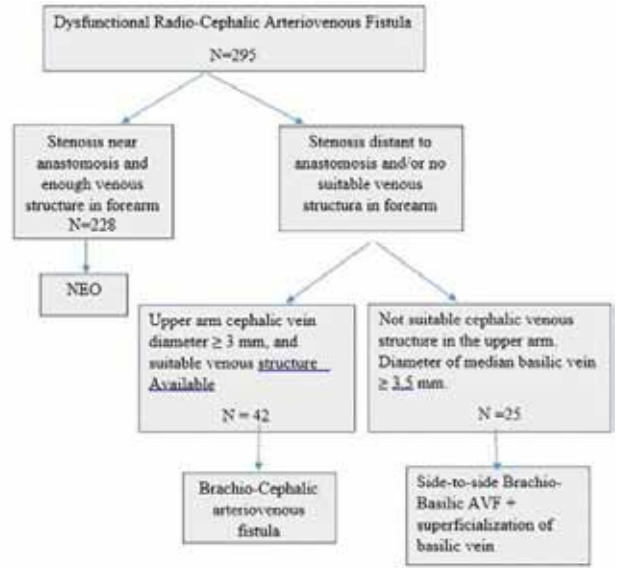 Dysfunctional Radio-Cephalic Arteriovenous Fistula
N=295
Stenosis near
anastomosis and
enough venous
structure in forearm
N=228
Stenosis distant to
anastomosis and/or no
suitable venous
structura in forearm
NEO
Upper arm cephalic vein
diameter ≥ 3 mm, and
suitable venous structure
Available
N = 42
Not suitable cephalic venous
structure in the upper arm.
Diameter of median basilic vein
≥ 3.5 mm.
N =25
Brachio-Cephalic
arteriovenous
fistula
Side-to-side Brachio-
Basilic AVF +
superficialization of
basilic vein